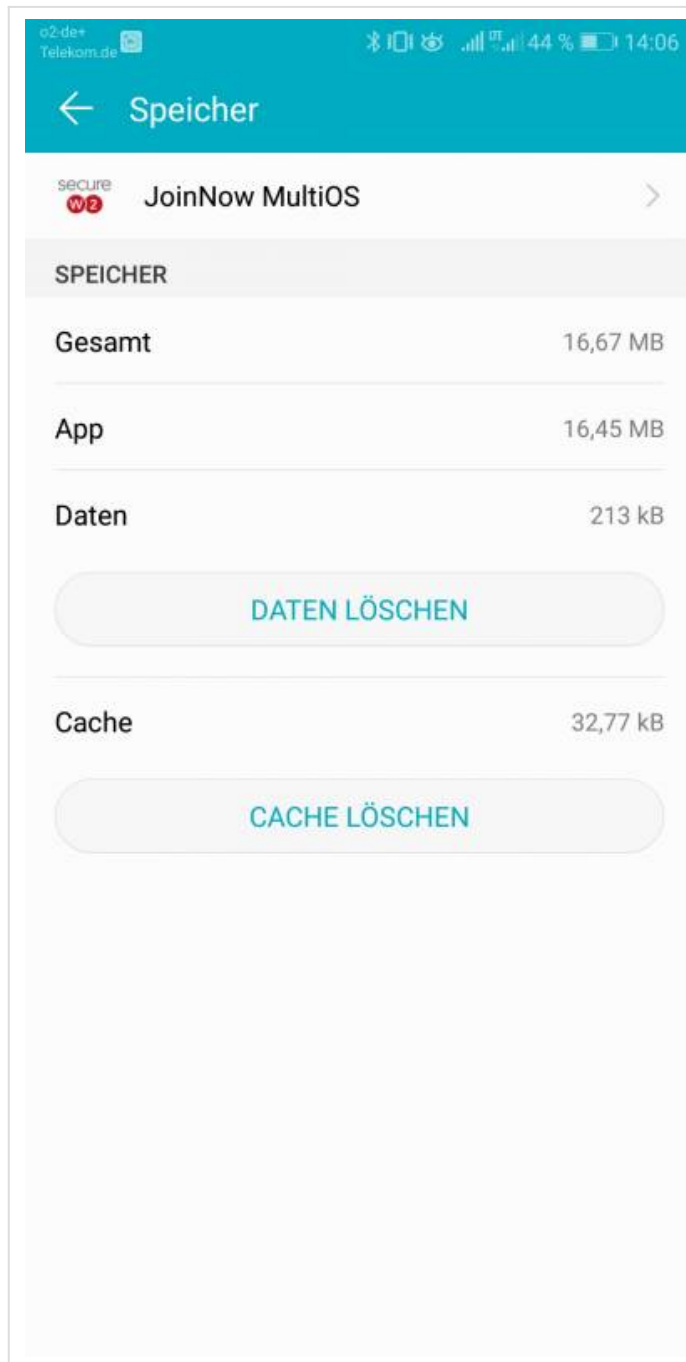 o2-de+
Telekom.de
44 % 14:06
Speicher
secure
W2
JoinNow MultiOS
SPEICHER
Gesamt 16,67 MB
App 16,45 MB
Daten 213 kB
DATEN LÖSCHEN
Cache 32,77 kB
CACHE LÖSCHEN